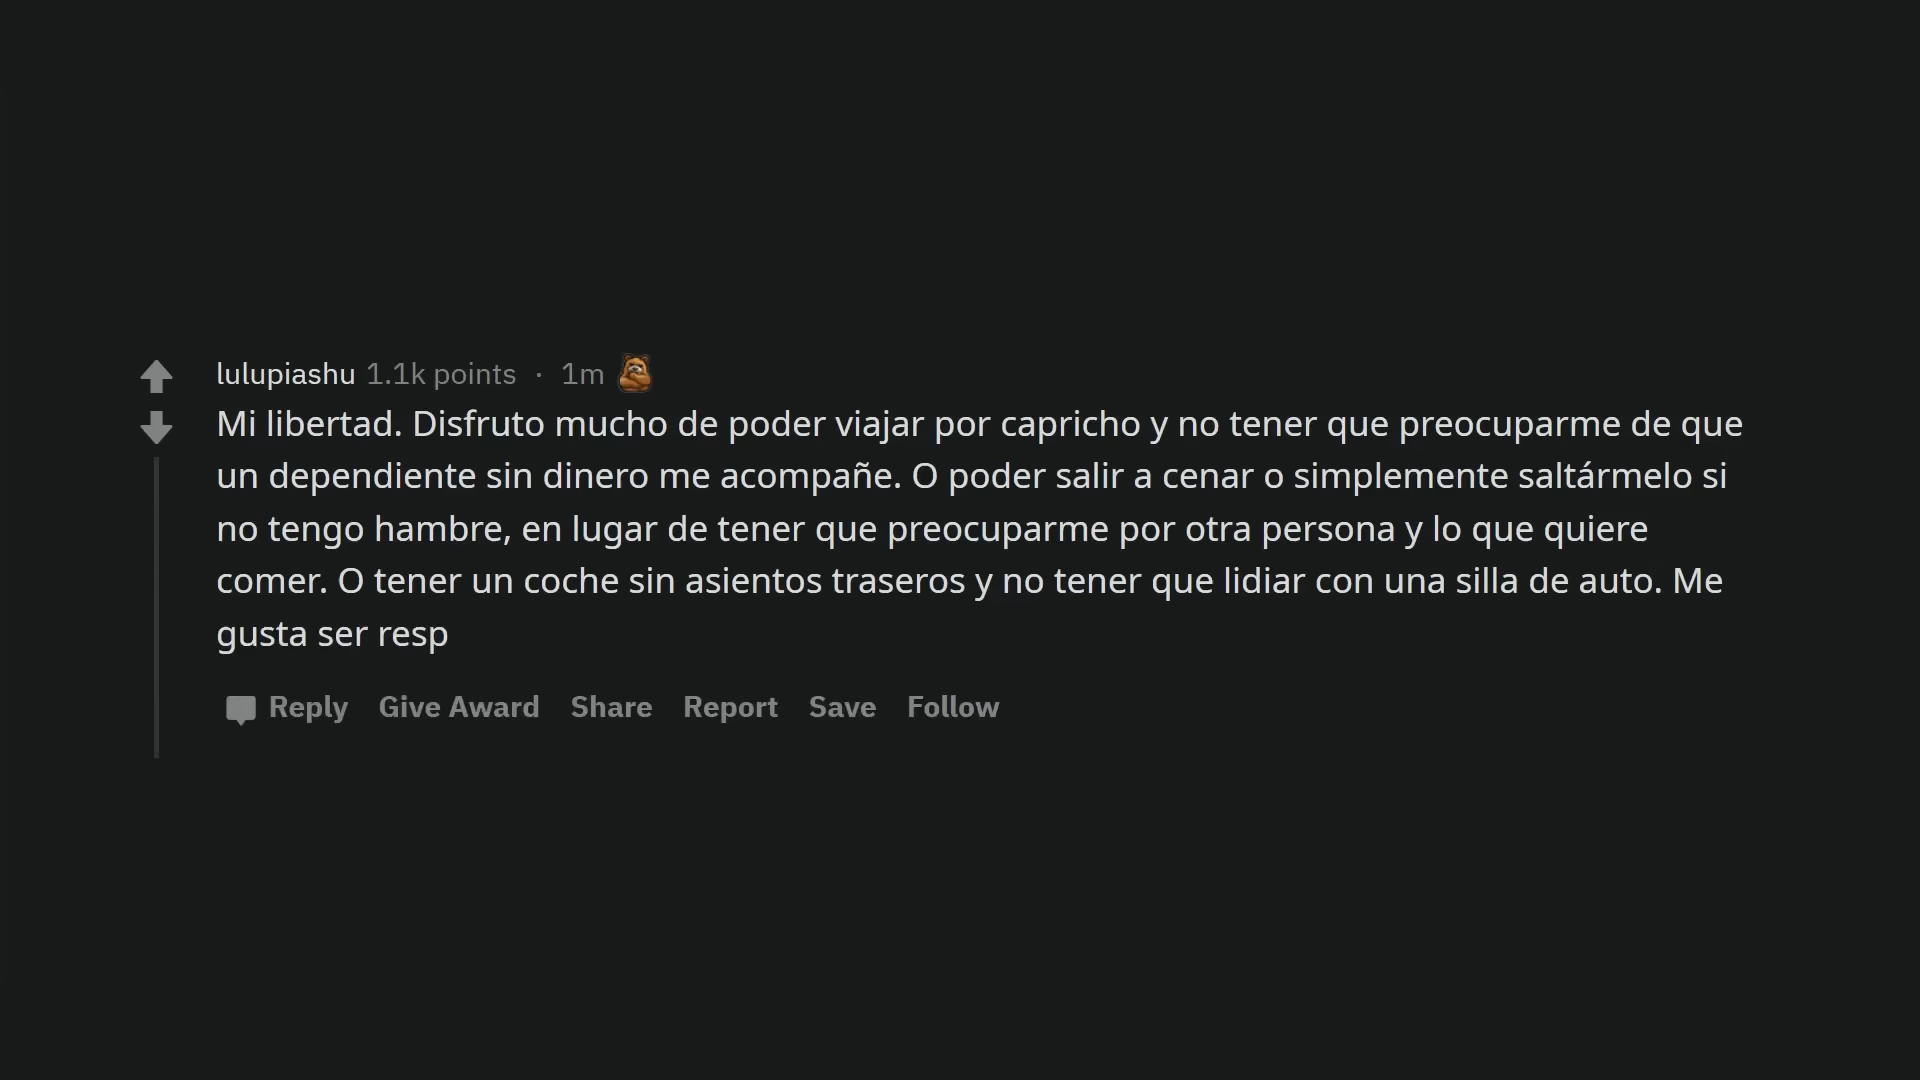 lulupiashu 1.1k points · 1m
Mi libertad. Disfruto mucho de poder viajar por capricho y no tener que preocuparme de que
un dependiente sin dinero me acompañe. O poder salir a cenar o simplemente saltármelo si
no tengo hambre, en lugar de tener que preocuparme por otra persona y lo que quiere
comer. O tener un coche sin asientos traseros y no tener que lidiar con una silla de auto. Me
gusta ser resp
Reply Give Award Share Report Save Follow